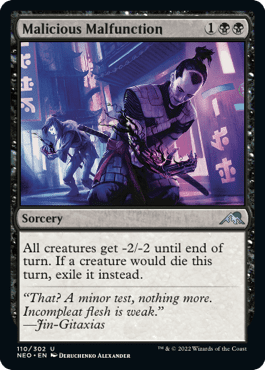 Malicious Malfunction 1
Sorcery
All creatures get -2/-2 until end of
turn. If a creature would die this
turn, exile it instead.
"That? A minor test, nothing more.
Incompleat flesh is weak."
—Jin-Gitaxias
110/302 U
NEO • EN Deruchenko Alexander
™ & © 2022 Wizards of the Coast